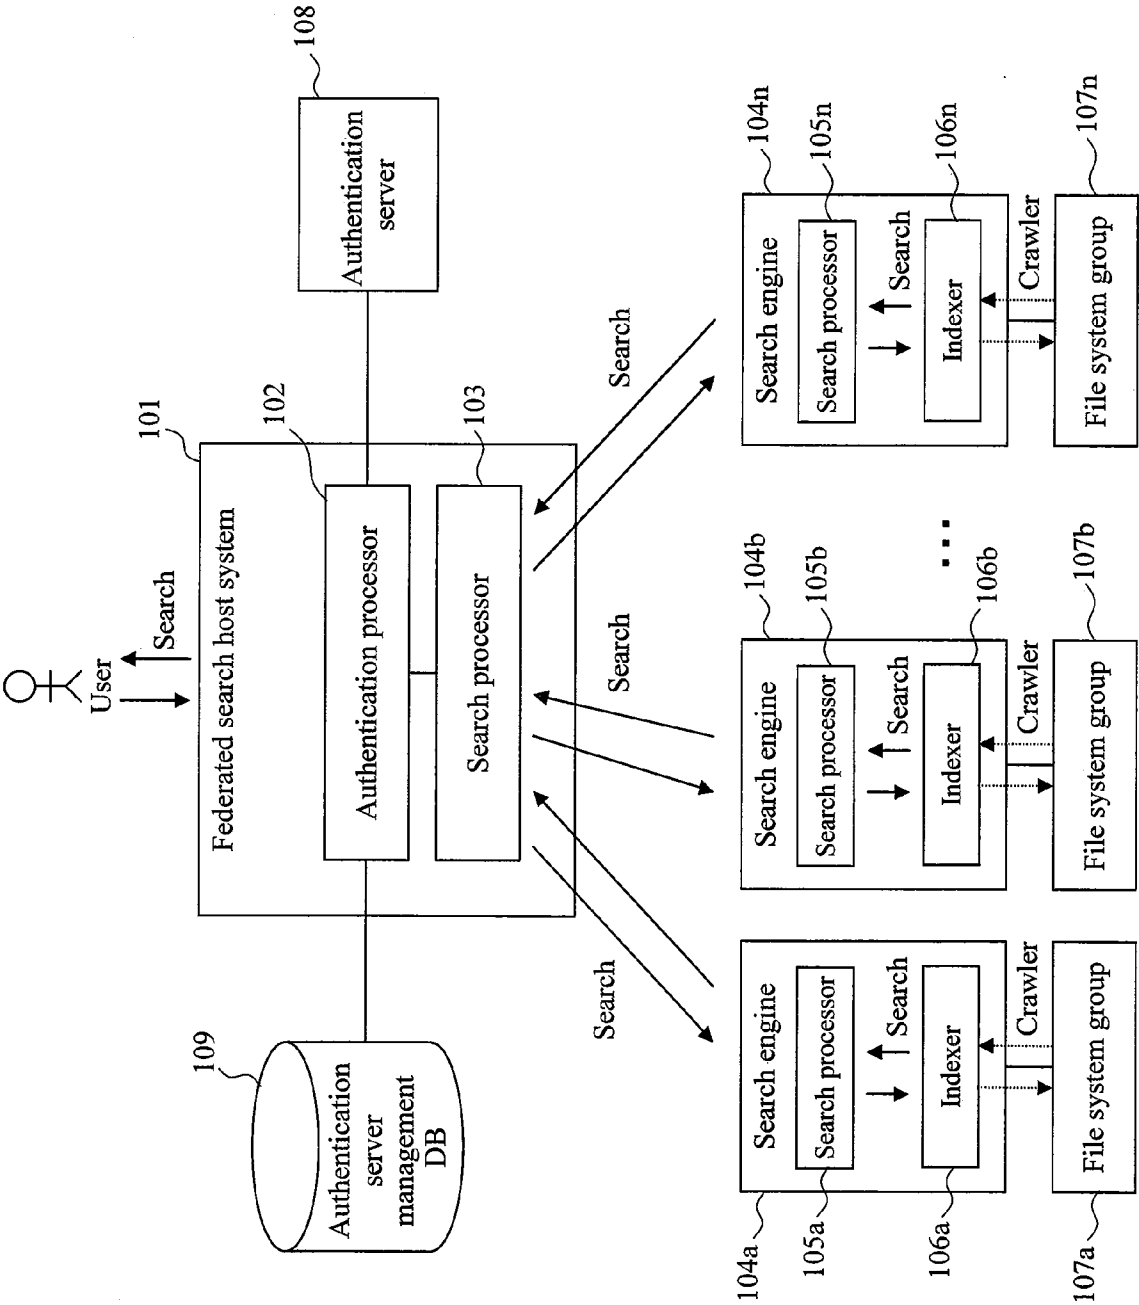 User
Search
101
Federated search host system
102
Authentication processor
103
Search processor
108
Authentication
server
109
Authentication
server
management
DB
Search
Search
Search
104a
Search engine
105a
Search processor
Search
106a
Indexer
Crawler
107a
File system group
104b
Search engine
105b
Search processor
Search
106b
Indexer
Crawler
107b
File system group
...
104n
Search engine
105n
Search processor
Search
106n
Indexer
Crawler
107n
File system group